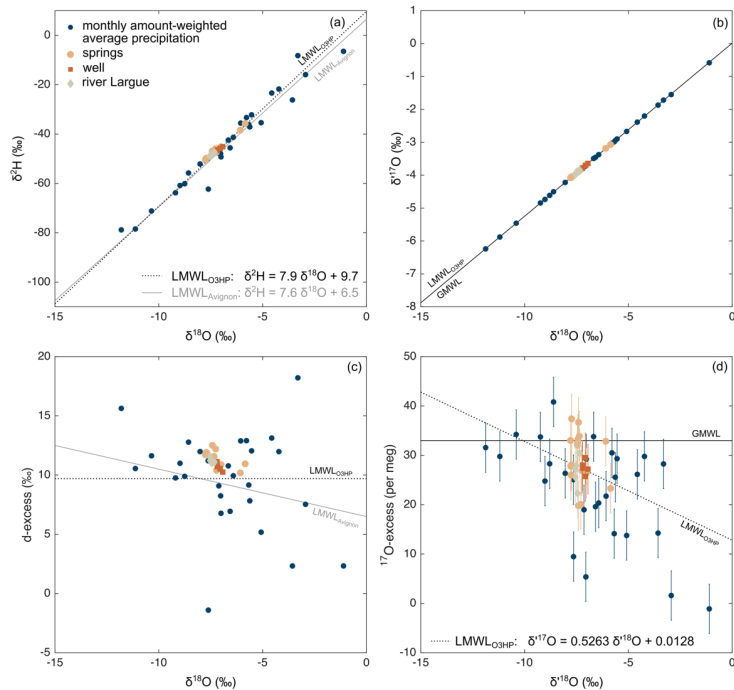 (a)
monthly amount-weighted
average precipitation
springs
well
river Largue
LMWL_O3HP
LMWL_Avignon
0
-20
-40
-60
-80
-100
δ²H (‰)
LMWL_O3HP: δ²H = 7.9 δ¹⁸O + 9.7
LMWL_Avignon: δ²H = 7.6 δ¹⁸O + 6.5
-15
-10
-5
0
δ¹⁸O (‰)
(b)
1
0
-1
-2
-3
-4
-5
-6
-7
-8
δ'¹⁷O (‰)
LMWL_O3HP
GMWL
-15
-10
-5
0
δ'¹⁸O (‰)
(c)
20
15
10
5
0
-5
d-excess (‰)
LMWL_O3HP
LMWL_Avignon
-15
-10
-5
0
δ¹⁸O (‰)
(d)
50
40
30
20
10
0
-10
¹⁷O-excess (per meg)
GMWL
LMWL_O3HP
LMWL_O3HP: δ'¹⁷O = 0.5263 δ'¹⁸O + 0.0128
-15
-10
-5
0
δ'¹⁸O (‰)